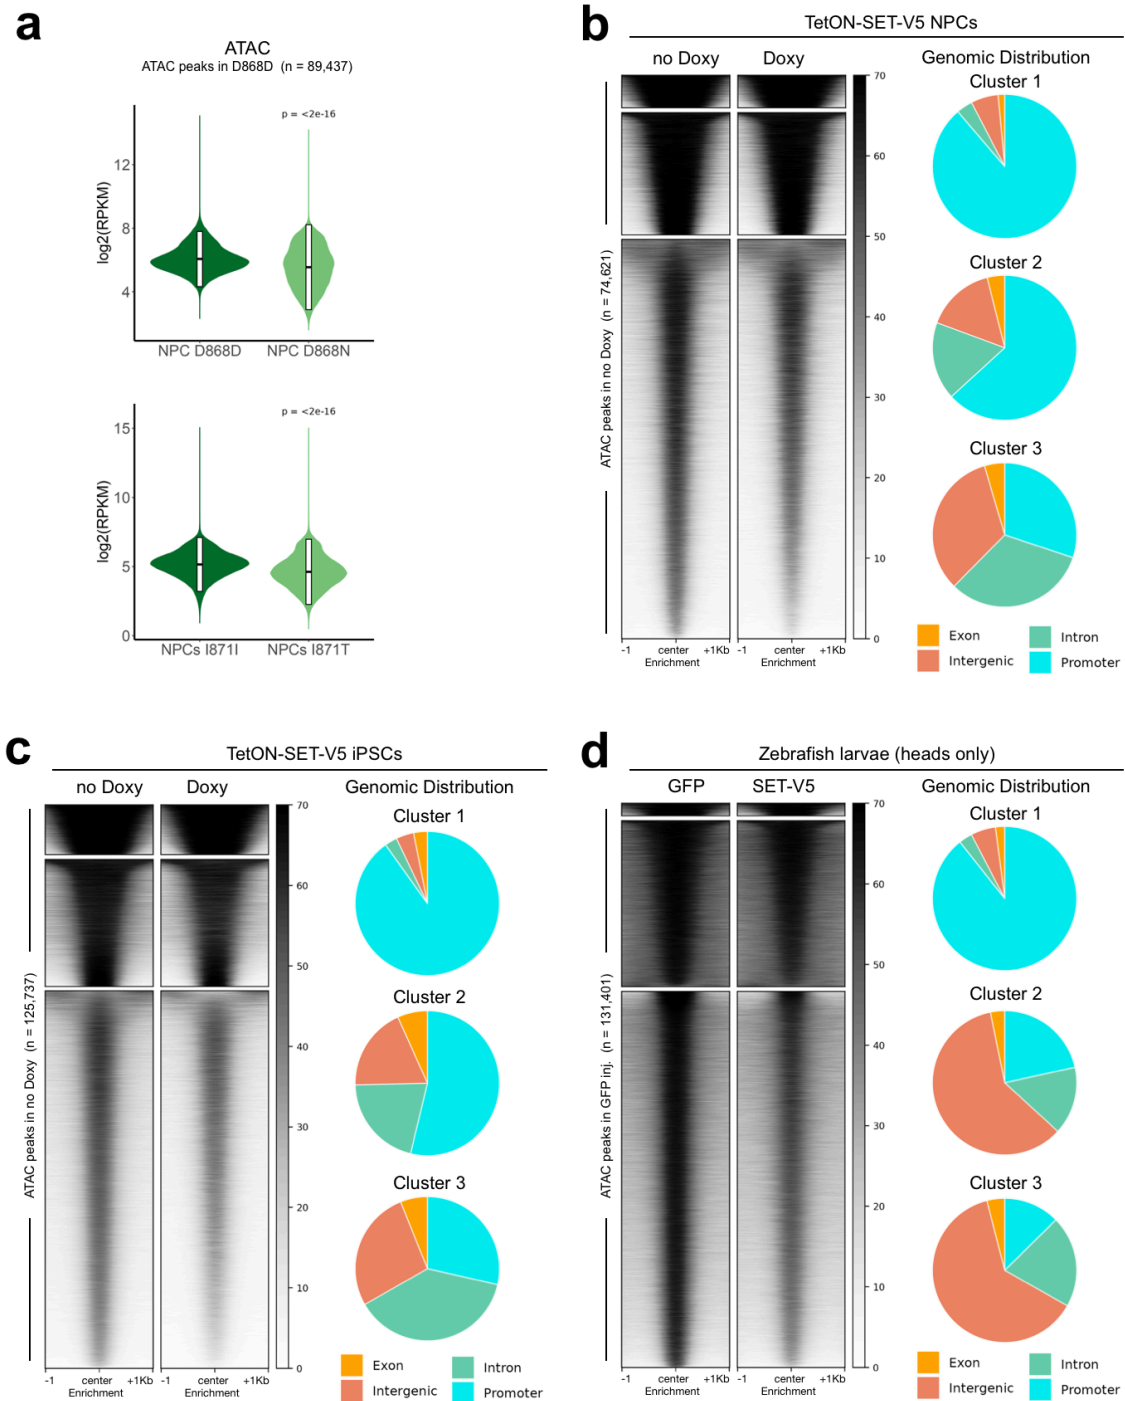 a
ATAC
ATAC peaks in D868D (n = 89,437)
p = <2e-16
log2(RPKM)
12
8
4
NPC D868D
NPC D868N
p = <2e-16
log2(RPKM)
15
10
5
0
NPCs I871I
NPCs I871T
b
TetON-SET-V5 NPCs
no Doxy
Doxy
Genomic Distribution
ATAC peaks in no Doxy (n = 74,621)
70
60
50
40
30
20
10
0
-1 center +1Kb
Enrichment
-1 center +1Kb
Enrichment
Cluster 1
Cluster 2
Cluster 3
Exon
Intron
Intergenic
Promoter
c
TetON-SET-V5 iPSCs
no Doxy
Doxy
Genomic Distribution
ATAC peaks in no Doxy (n = 125,737)
70
60
50
40
30
20
10
0
-1 center +1Kb
Enrichment
-1 center +1Kb
Enrichment
Cluster 1
Cluster 2
Cluster 3
Exon
Intron
Intergenic
Promoter
d
Zebrafish larvae (heads only)
GFP
SET-V5
Genomic Distribution
ATAC peaks in GFP inj. (n = 131,401)
70
60
50
40
30
20
10
0
-1 center +1Kb
Enrichment
-1 center +1Kb
Enrichment
Cluster 1
Cluster 2
Cluster 3
Exon
Intron
Intergenic
Promoter